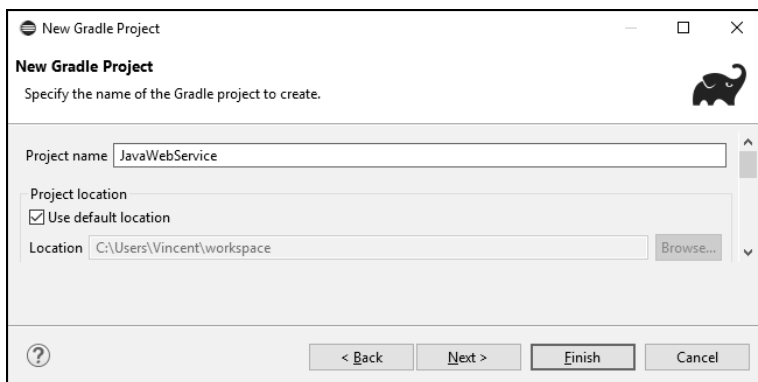 New Gradle Project
New Gradle Project
Specify the name of the Gradle project to create.
Project name JavaWebService
Project location
Use default location
Location C:\Users\Vincent\workspace Browse...
? < Back Next > Finish Cancel